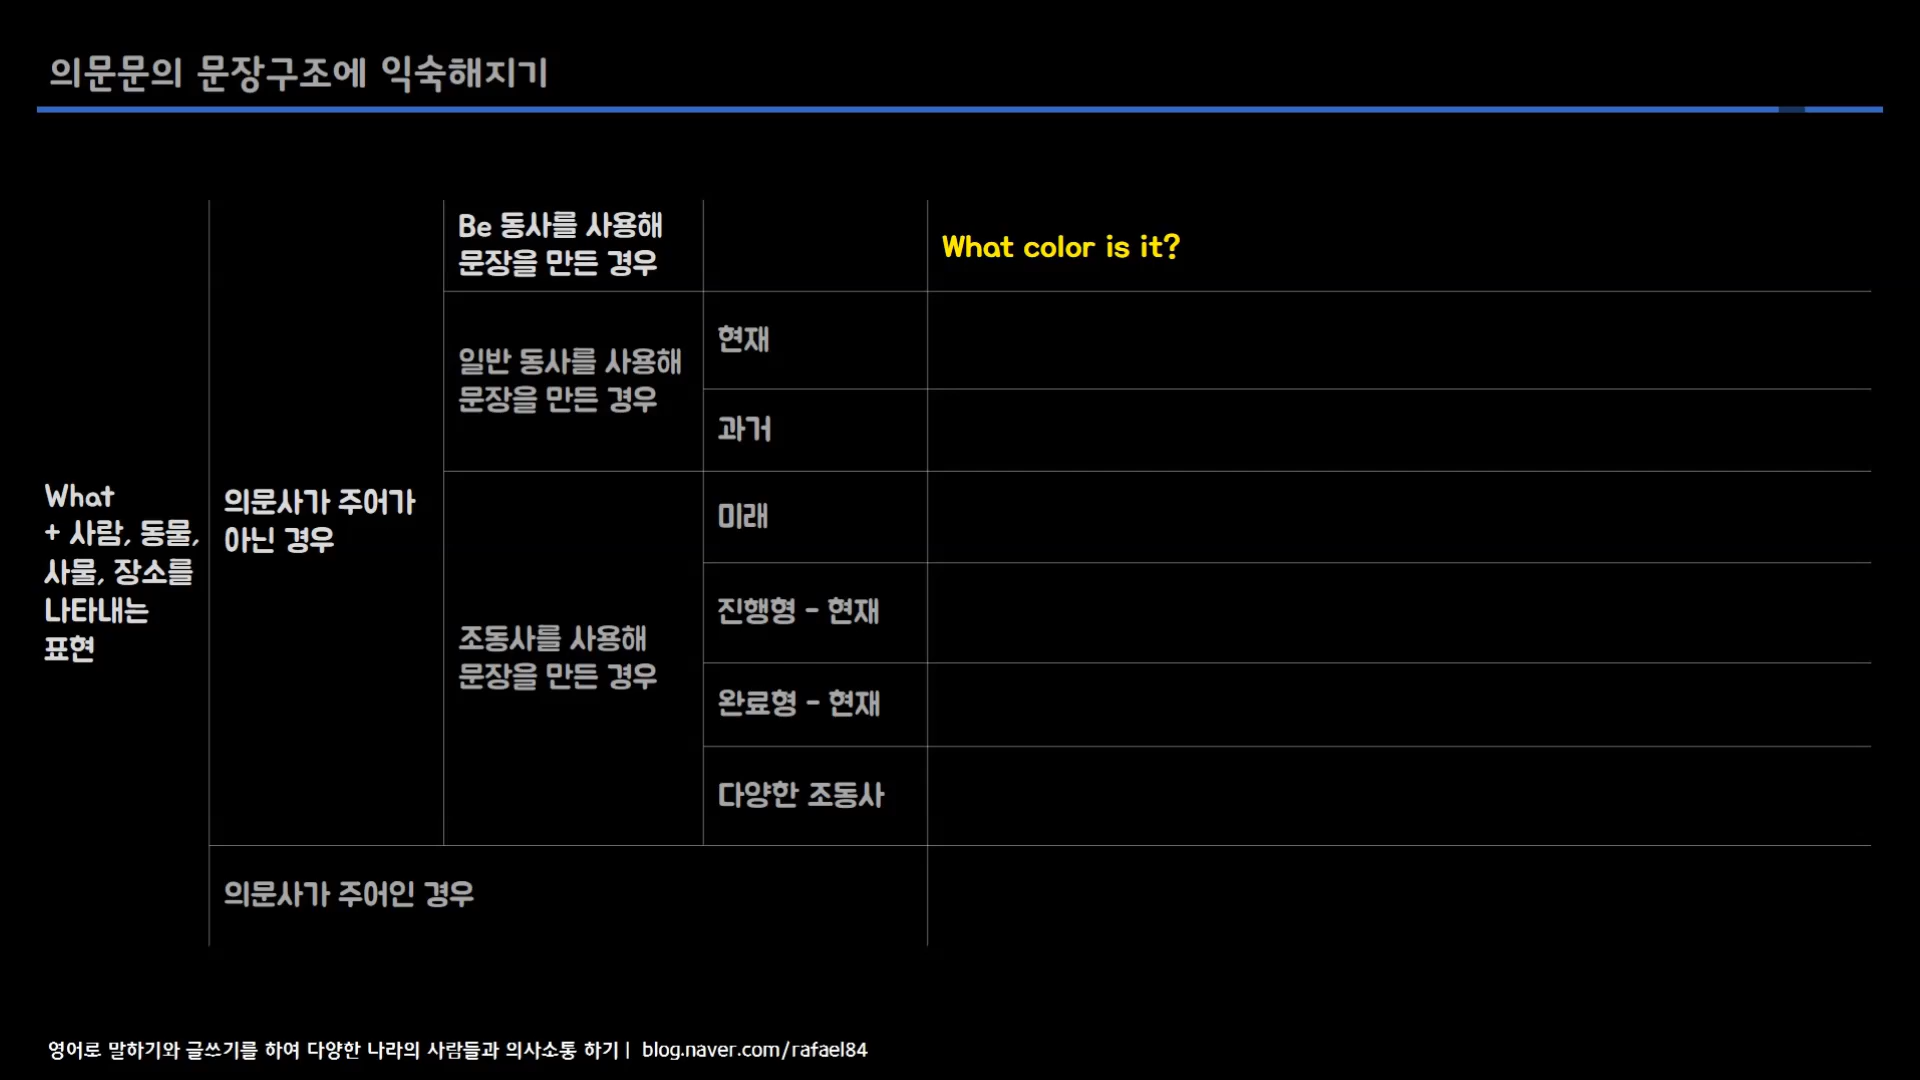 의문문의 문장구조에 익숙해지기
What
+ 사람, 동물,
사물, 장소를
나타내는
표현
의문사가 주어가
아닌 경우
Be 동사를 사용해
문장을 만든 경우
What color is it?
일반 동사를 사용해
문장을 만든 경우
현재
과거
조동사를 사용해
문장을 만든 경우
미래
진행형 - 현재
완료형 - 현재
다양한 조동사
의문사가 주어인 경우
영어로 말하기와 글쓰기를 하여 다양한 나라의 사람들과 의사소통 하기 | blog.naver.com/rafael84